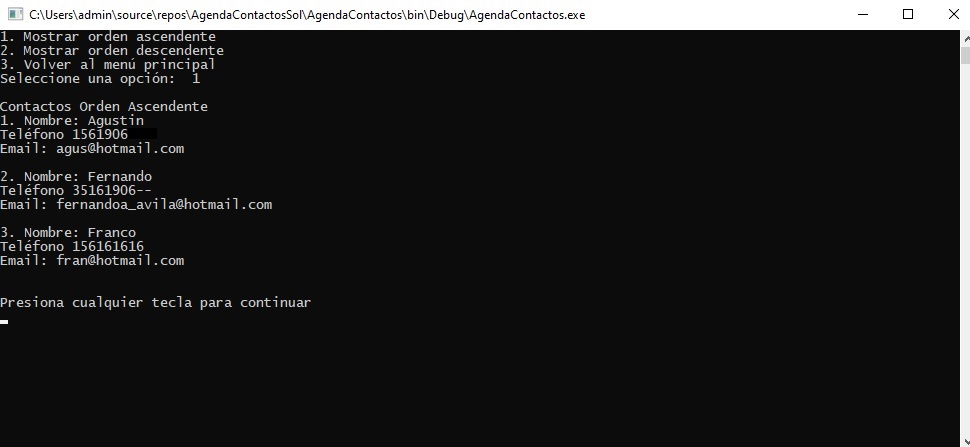 C:\Users\admin\source\repos\AgendaContactosSol\AgendaContactos\bin\Debug\AgendaContactos.exe
1. Mostrar orden ascendente
2. Mostrar orden descendente
3. Volver al menú principal
Seleccione una opción:  1
Contactos Orden Ascendente
1. Nombre: Agustin
Teléfono 1561906
Email: agus@hotmail.com
2. Nombre: Fernando
Teléfono 35161906--
Email: fernandoa_avila@hotmail.com
3. Nombre: Franco
Teléfono 156161616
Email: fran@hotmail.com
Presiona cualquier tecla para continuar